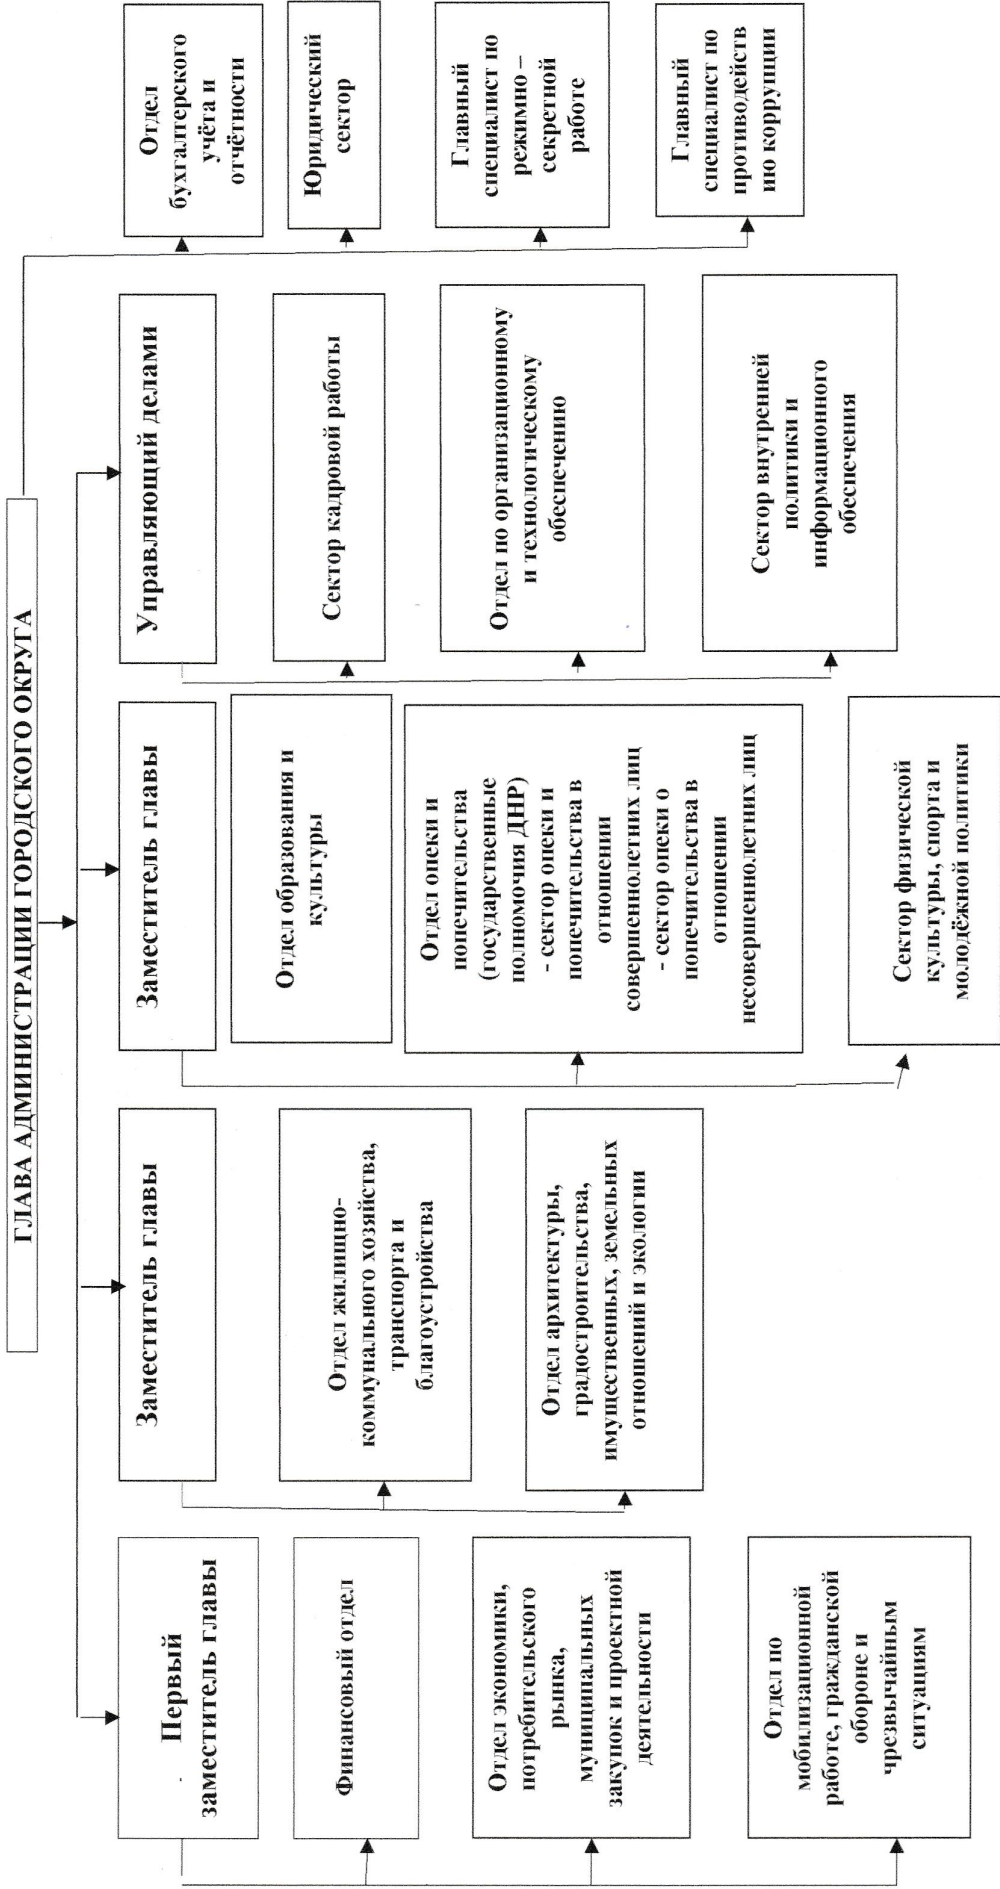 ГЛАВА АДМИНИСТРАЦИИ ГОРОДСКОГО ОКРУГА
Первый
заместитель главы
Финансовый отдел
Отдел экономики,
потребительского
рынка,
муниципальных
закупок и проектной
деятельности
Отдел по
мобилизационной
работе, гражданской
обороне и
чрезвычайным
ситуациям
Заместитель главы
Отдел жилищно-
коммунального хозяйства,
транспорта и
благоустройства
Отдел архитектуры,
градостроительства,
имущественных, земельных
отношений и экологии
Заместитель главы
Отдел образования и
культуры
Отдел опеки и
попечительства
(государственные
полномочия ДНР)
- сектор опеки и
попечительства в
отношении
совершеннолетних лиц
- сектор опеки о
попечительства в
отношении
несовершеннолетних лиц
Сектор физической
культуры, спорта и
молодёжной политики
Управляющий делами
Сектор кадровой работы
Отдел по организационному
и технологическому
обеспечению
Сектор внутренней
политики и
информационного
обеспечения
Отдел
бухгалтерского
учёта и
отчётности
Юридический
сектор
Главный
специалист по
режимно –
секретной
работе
Главный
специалист по
противодейств
ию коррупции